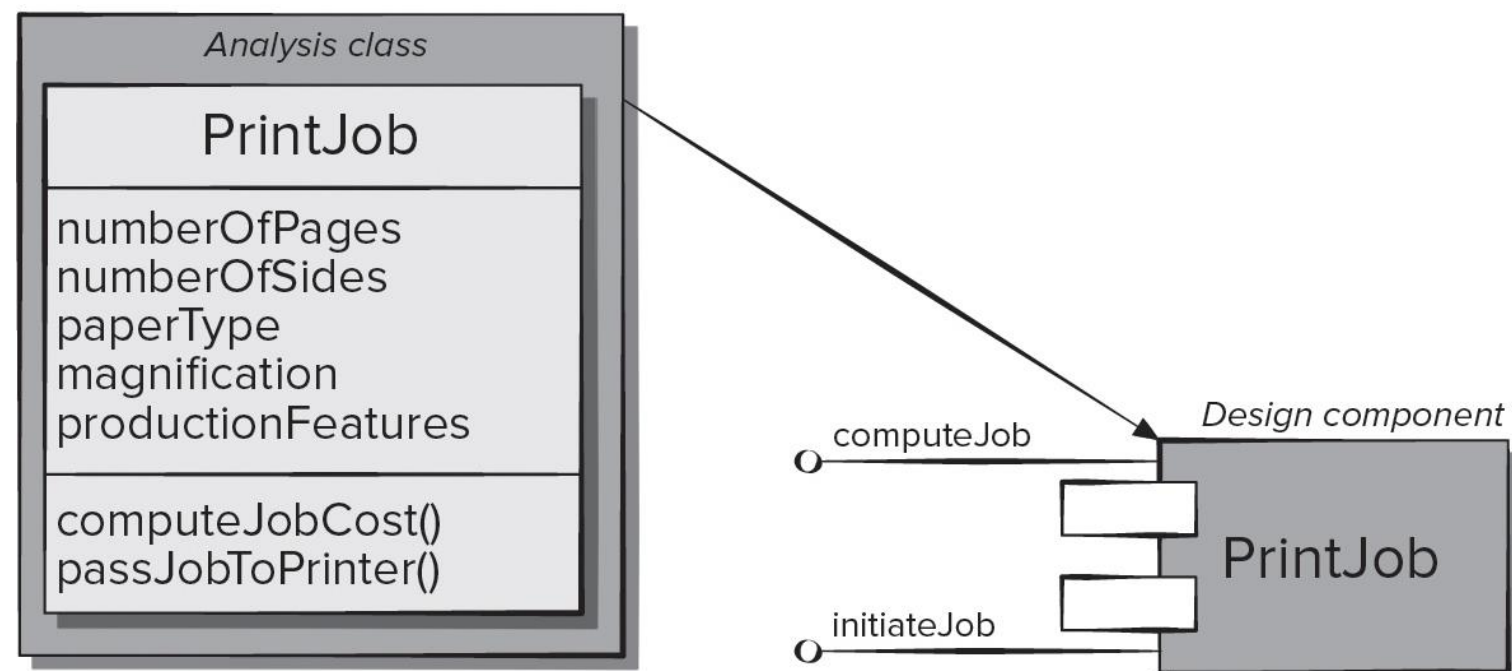 Analysis class
PrintJob
numberOfPages
numberOfSides
paperType
magnification
productionFeatures
computeJobCost()
passJobToPrinter()
computeJob
initiateJob
Design component
PrintJob